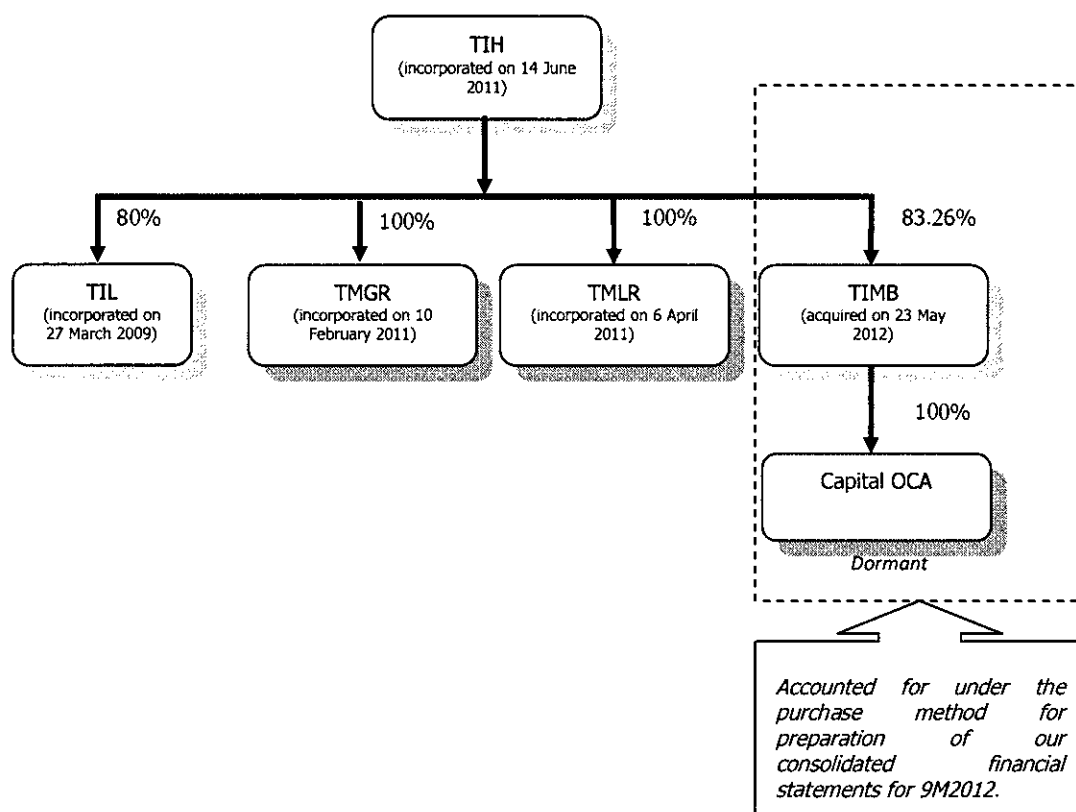 TIH
(incorporated on 14 June
2011)
80%
100%
100%
83.26%
TIL
(incorporated on
27 March 2009)
TMGR
(incorporated on 10
February 2011)
TMLR
(incorporated on 6 April
2011)
TIMB
(acquired on 23 May
2012)
100%
Capital OCA
Dormant
Accounted for under the
purchase method for
preparation of our
consolidated financial
statements for 9M2012.